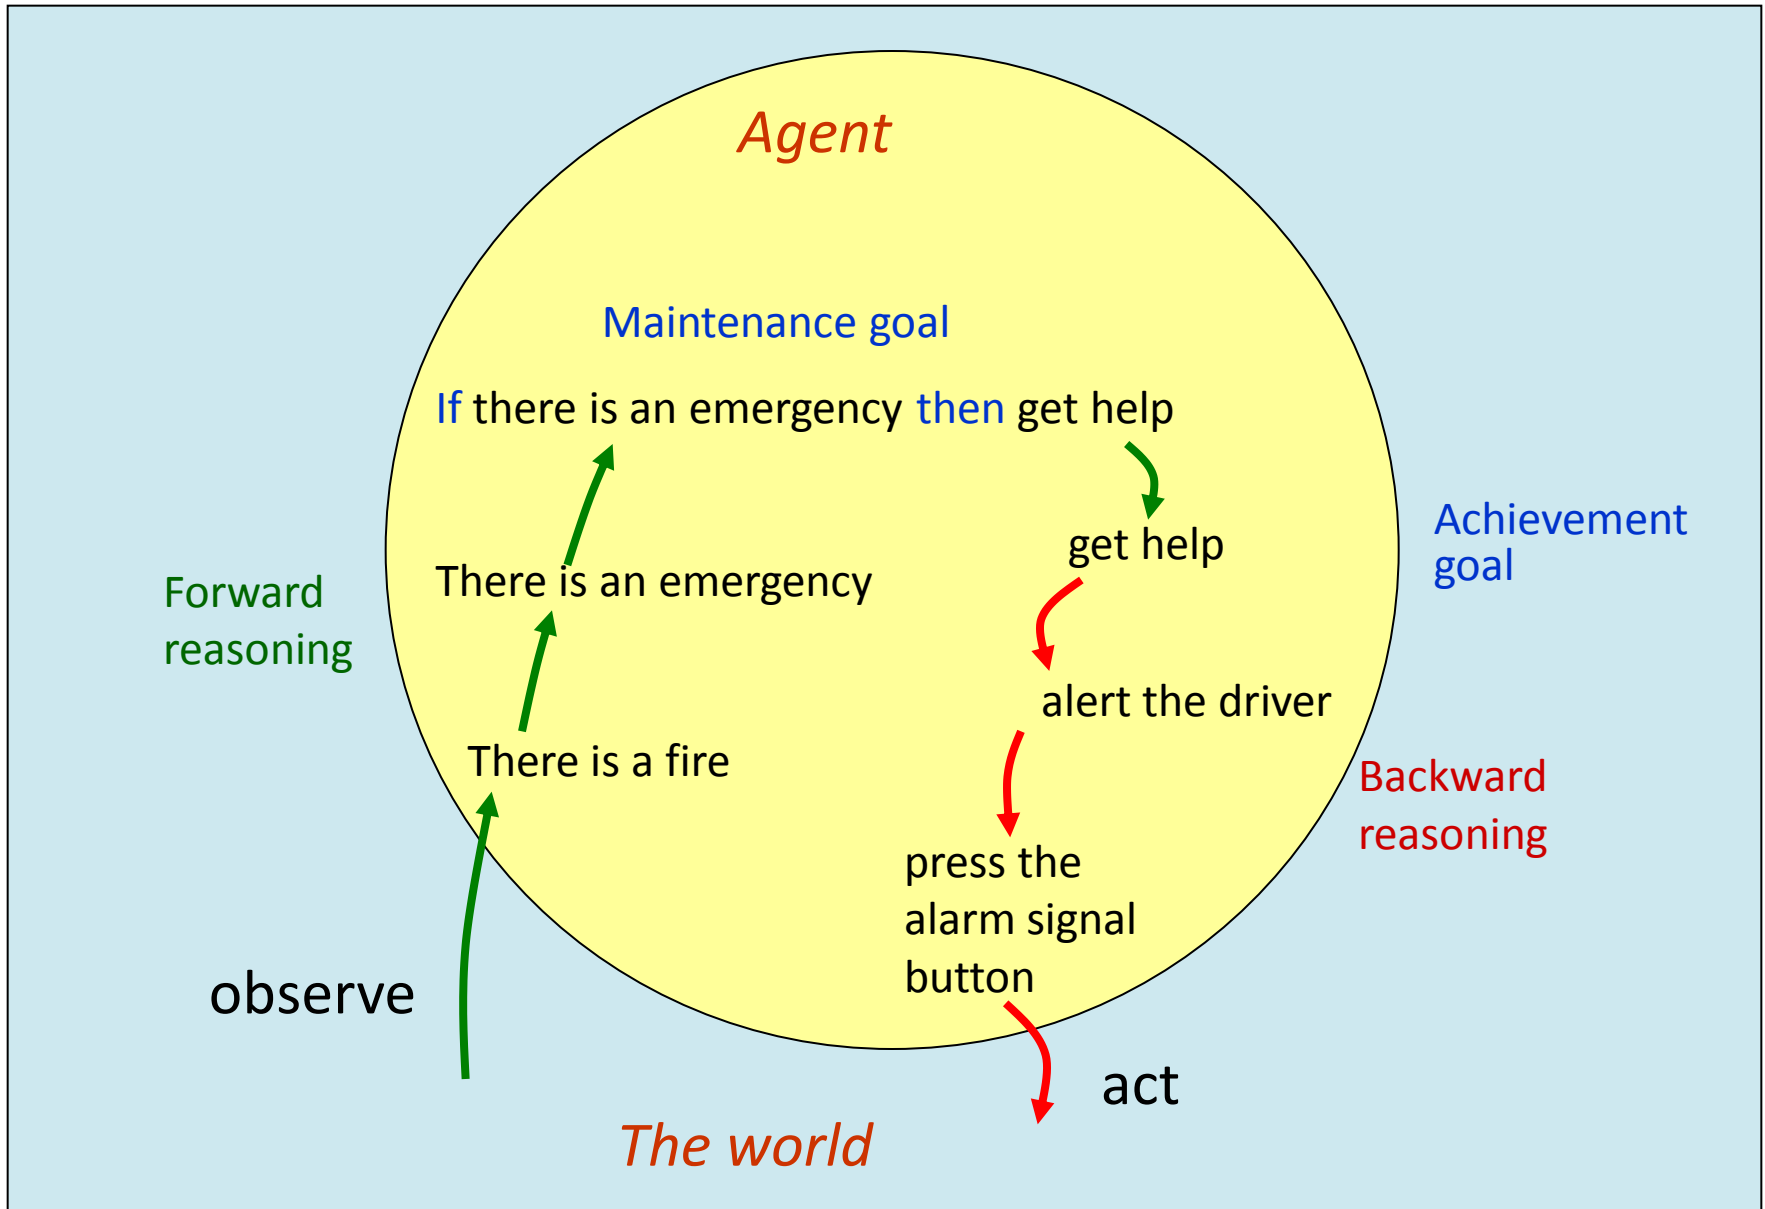 Agent
Maintenance goal
If there is an emergency then get help
get help
Achievement
goal
There is an emergency
Forward
reasoning
alert the driver
There is a fire
Backward
reasoning
press the
alarm signal
button
observe
act
The world